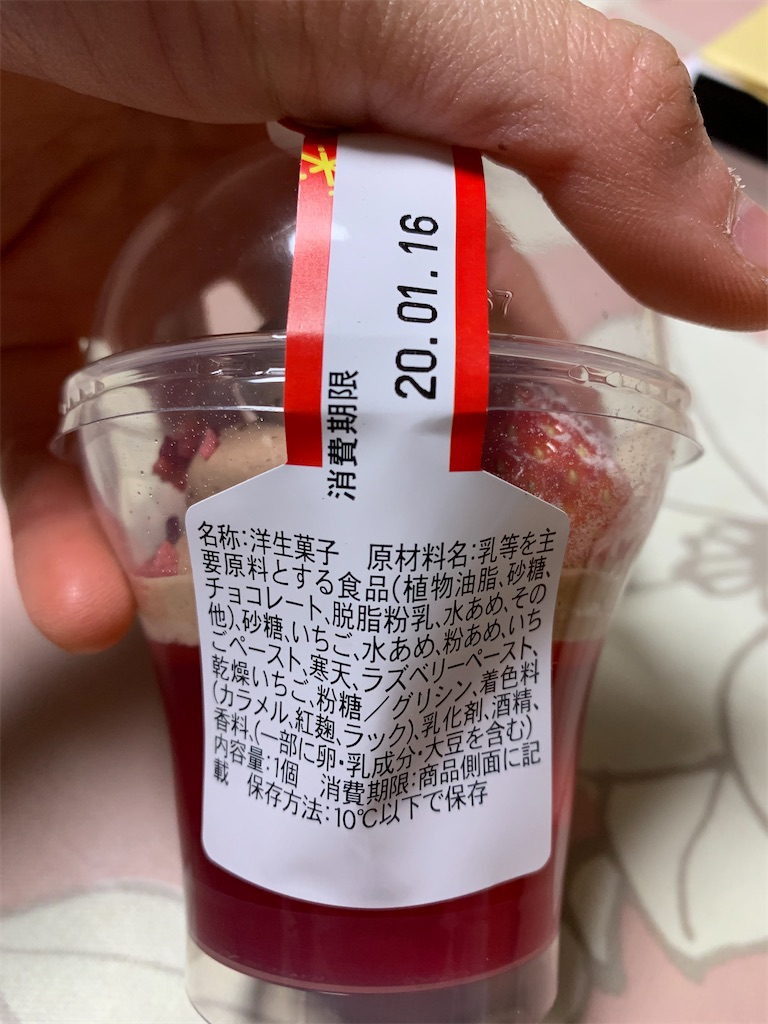 20.01.16
消費期限
名称:洋生菓子　原材料名:乳等を主
要原料とする食品(植物油脂、砂糖、
チョコレート、脱脂粉乳、水あめ、その
他)、砂糖、いちご、水あめ、粉あめ、いち
ごペースト、寒天、ラズベリーペースト、
乾燥いちご、粉糖／グリシン、着色料
(カラメル、紅麹、ラック)、乳化剤、酒精、
香料、(一部に卵・乳成分・大豆を含む)
内容量:1個　消費期限:商品側面に記
載　保存方法:10℃以下で保存